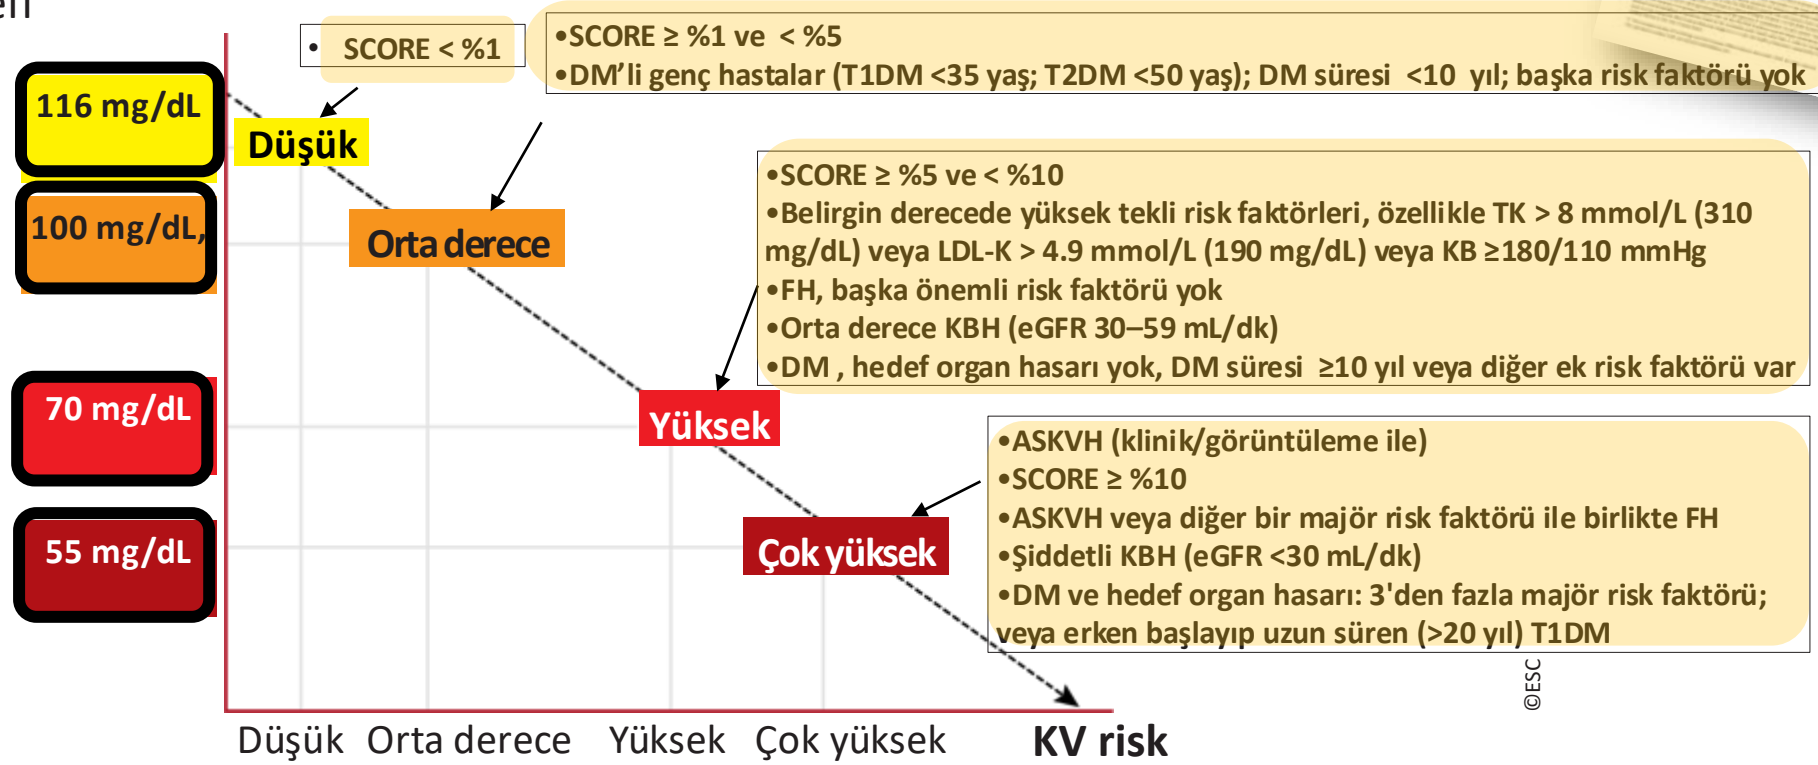 • SCORE < %1
•SCORE ≥ %1 ve < %5
•DM'li genç hastalar (T1DM <35 yaş; T2DM <50 yaş); DM süresi <10 yıl; başka risk faktörü yok
116 mg/dL
Düşük
•SCORE ≥ %5 ve < %10
•Belirgin derecede yüksek tekli risk faktörleri, özellikle TK > 8 mmol/L (310
mg/dL) veya LDL-K > 4.9 mmol/L (190 mg/dL) veya KB ≥180/110 mmHg
•FH, başka önemli risk faktörü yok
•Orta derece KBH (eGFR 30–59 mL/dk)
•DM , hedef organ hasarı yok, DM süresi ≥10 yıl veya diğer ek risk faktörü var
100 mg/dL,
Orta derece
70 mg/dL
Yüksek
•ASKVH (klinik/görüntüleme ile)
•SCORE ≥ %10
•ASKVH veya diğer bir majör risk faktörü ile birlikte FH
•Şiddetli KBH (eGFR <30 mL/dk)
•DM ve hedef organ hasarı: 3'den fazla majör risk faktörü;
veya erken başlayıp uzun süren (>20 yıl) T1DM
55 mg/dL
Çok yüksek
©ESC
Düşük Orta derece Yüksek Çok yüksek KV risk